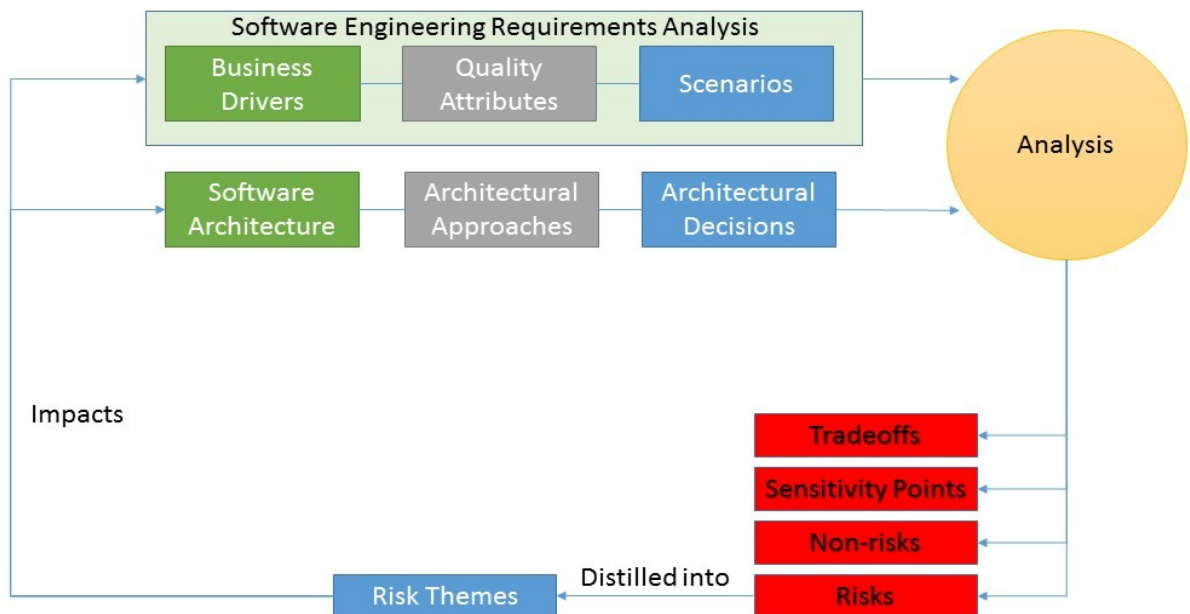 Software Engineering Requirements Analysis
Business
Drivers
Quality
Attributes
Scenarios
Analysis
Software
Architecture
Architectural
Approaches
Architectural
Decisions
Impacts
Tradeoffs
Sensitivity Points
Non-risks
Distilled into
Risk Themes
Risks